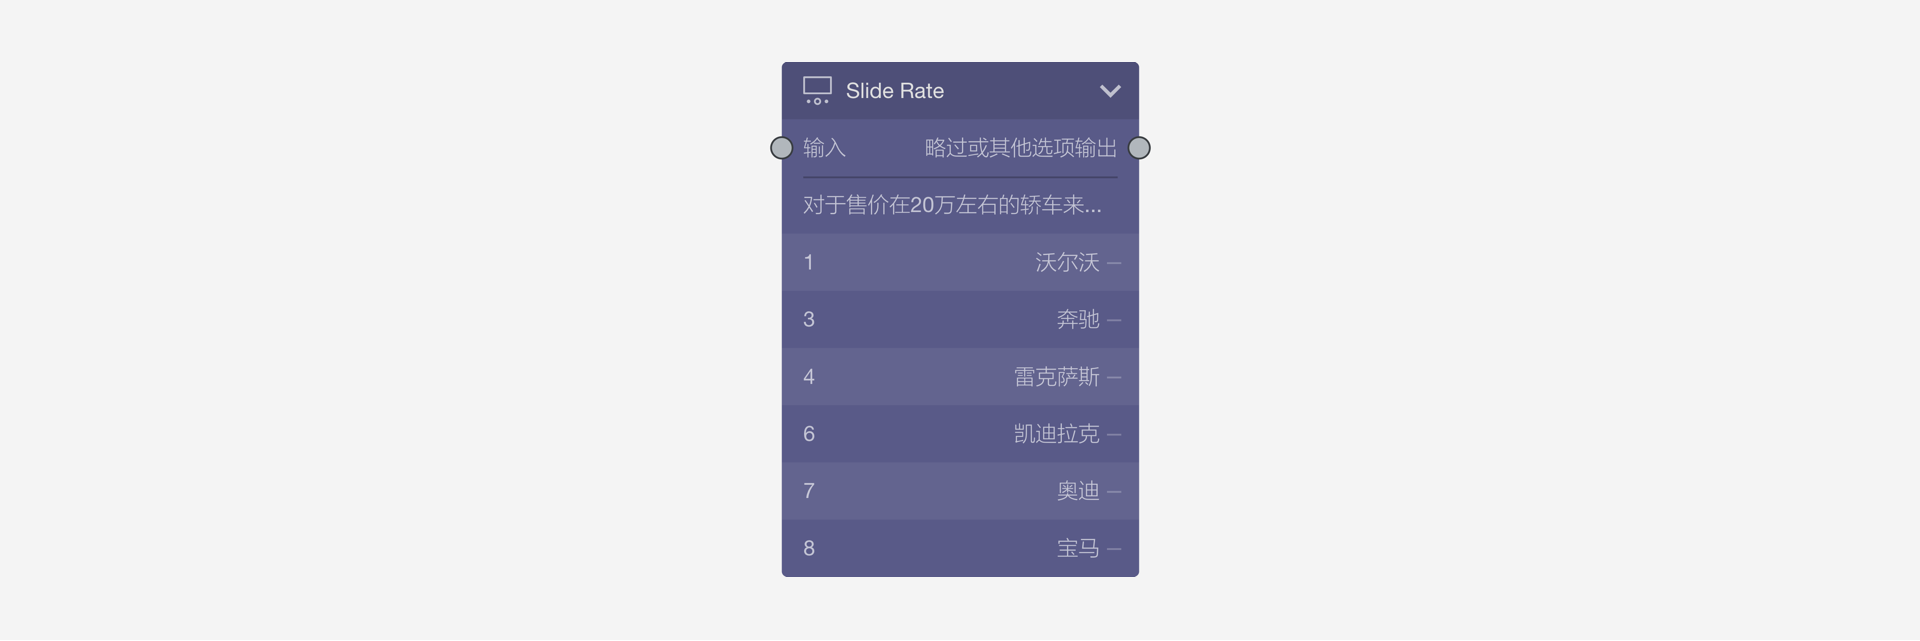 Slide Rate
输入 略过或其他选项输出
对于售价在20万左右的轿车来...
1 沃尔沃
3 奔驰
4 雷克萨斯
6 凯迪拉克
7 奥迪
8 宝马